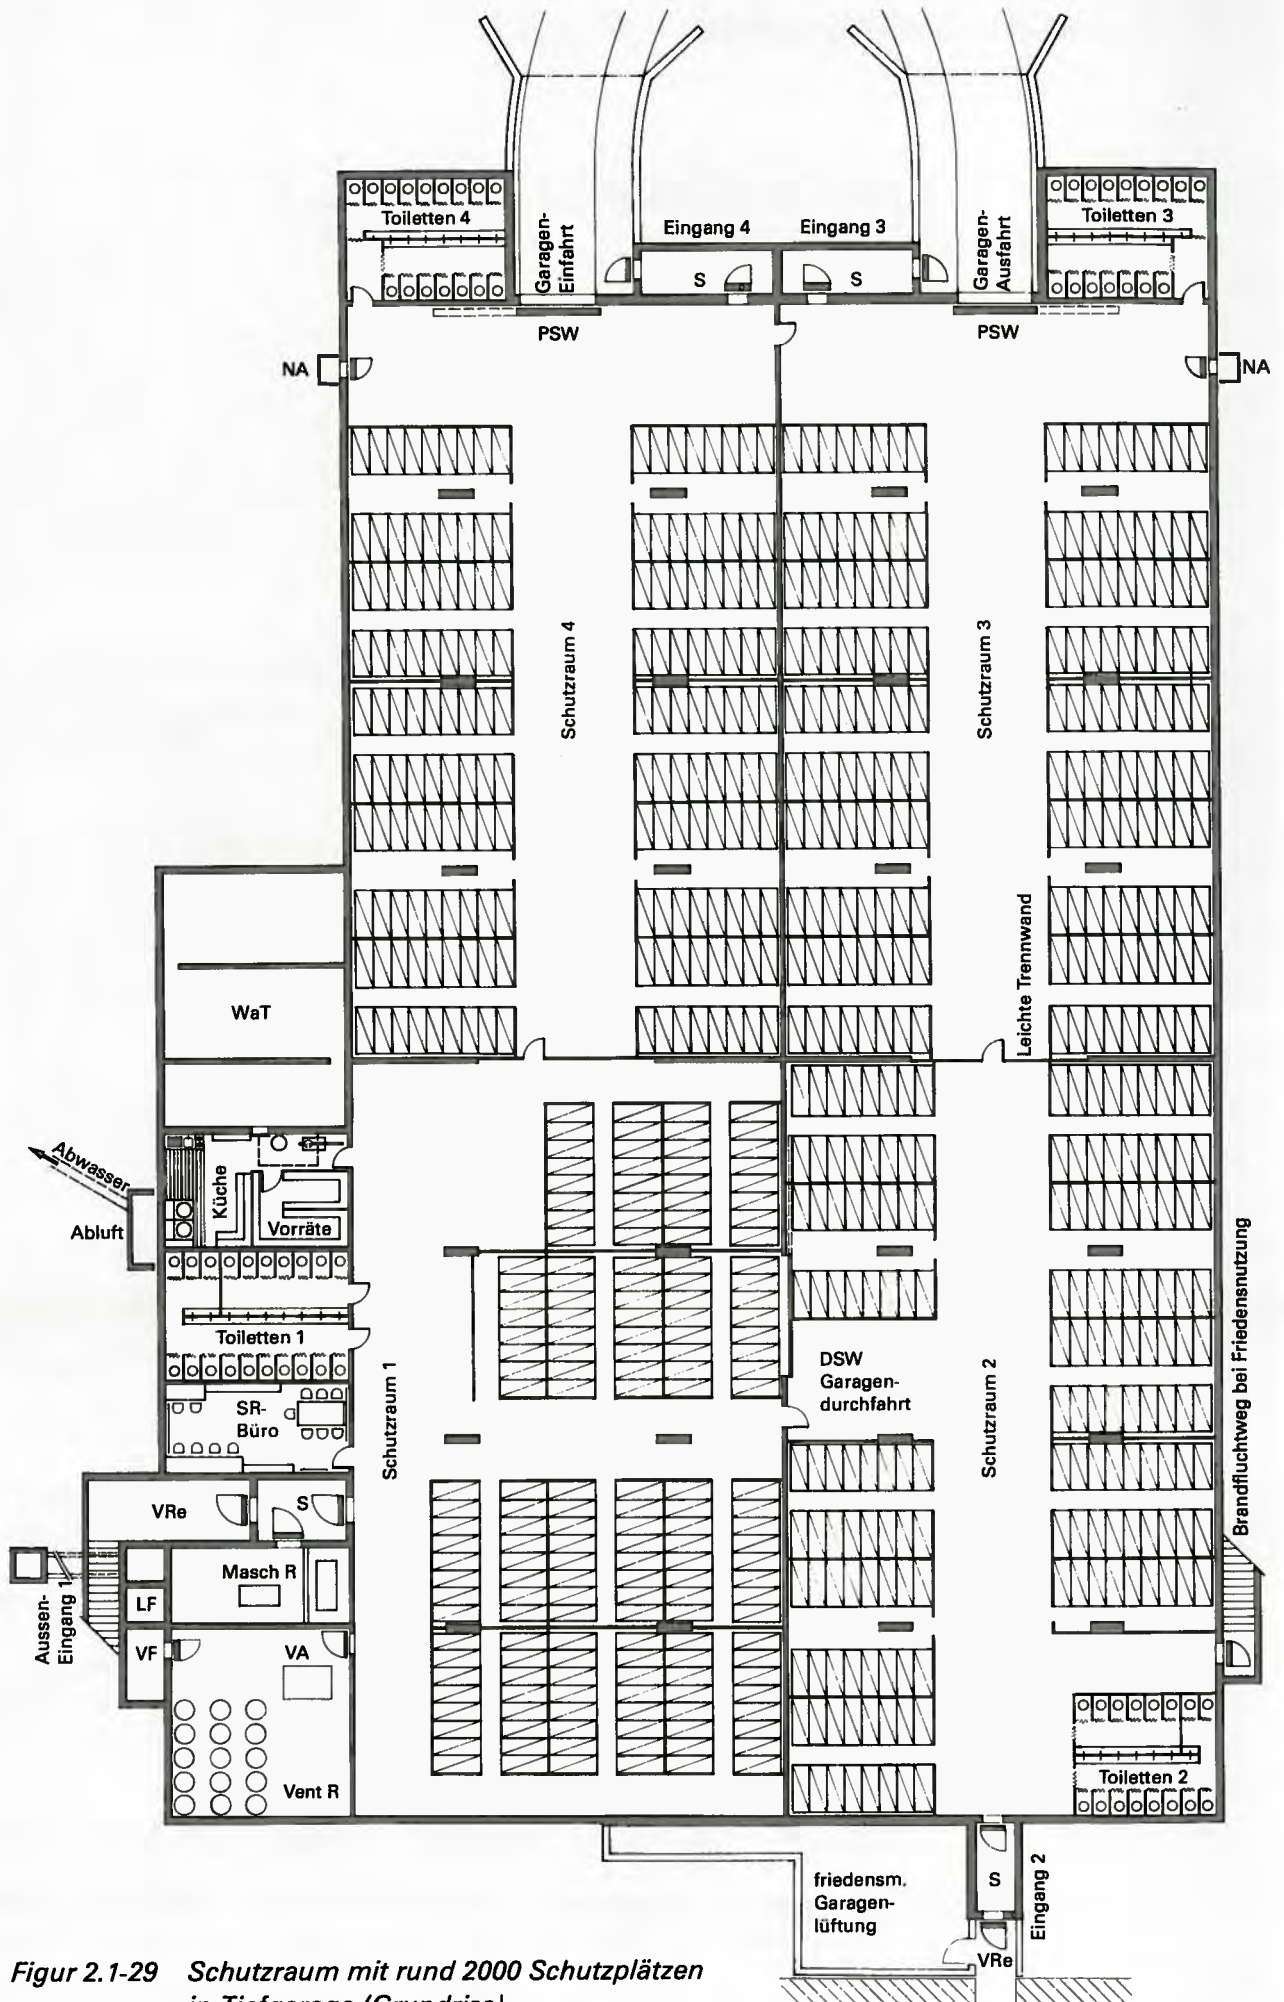 Toiletten 4
Garagen-
Einfahrt
Eingang 4
Eingang 3
Garagen-
Ausfahrt
Toiletten 3
S
S
PSW
PSW
NA
NA
Schutzraum 4
Schutzraum 3
Leichte Trennwand
WaT
Abwasser
Abluft
Küche
Vorräte
Toiletten 1
SR-
Büro
Schutzraum 1
DSW
Garagen-
durchfahrt
Schutzraum 2
Brandfluchtweg bei Friedensnutzung
VRe
S
Masch R
LF
Aussen-
Eingang 1
VF
VA
Vent R
Toiletten 2
friedensm.
Garagen-
lüftung
S
Eingang 2
VRe
Figur 2.1-29 Schutzraum mit rund 2000 Schutzplätzen
in Tiefgarage (Grundriss)